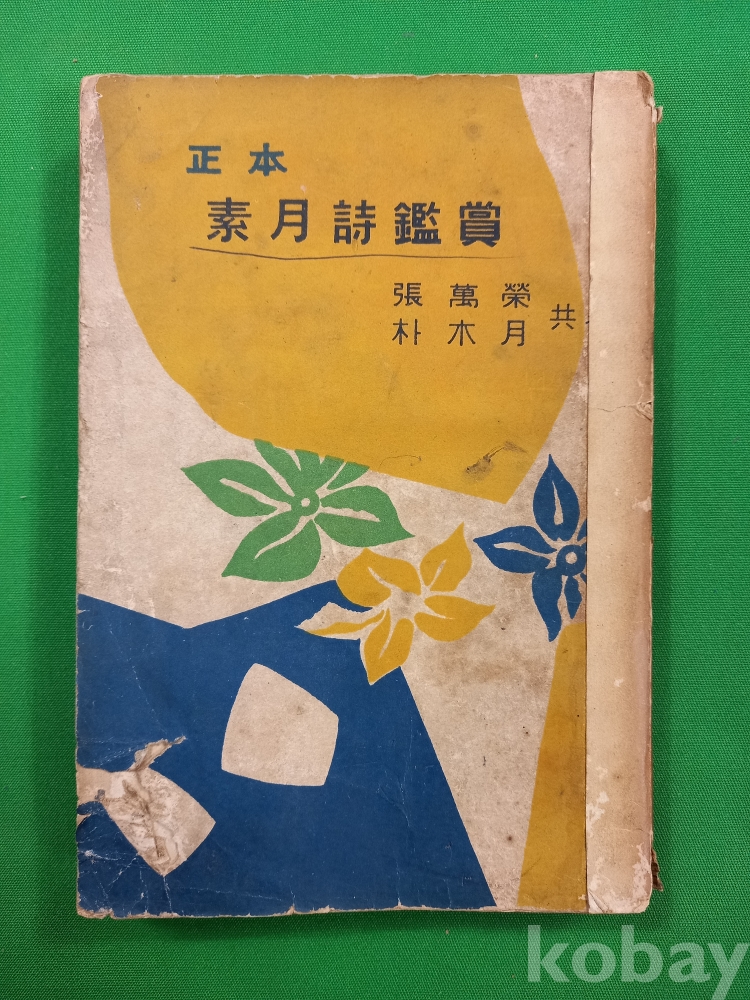 正本
素月詩鑑賞
張萬榮
朴木月 共
kobay